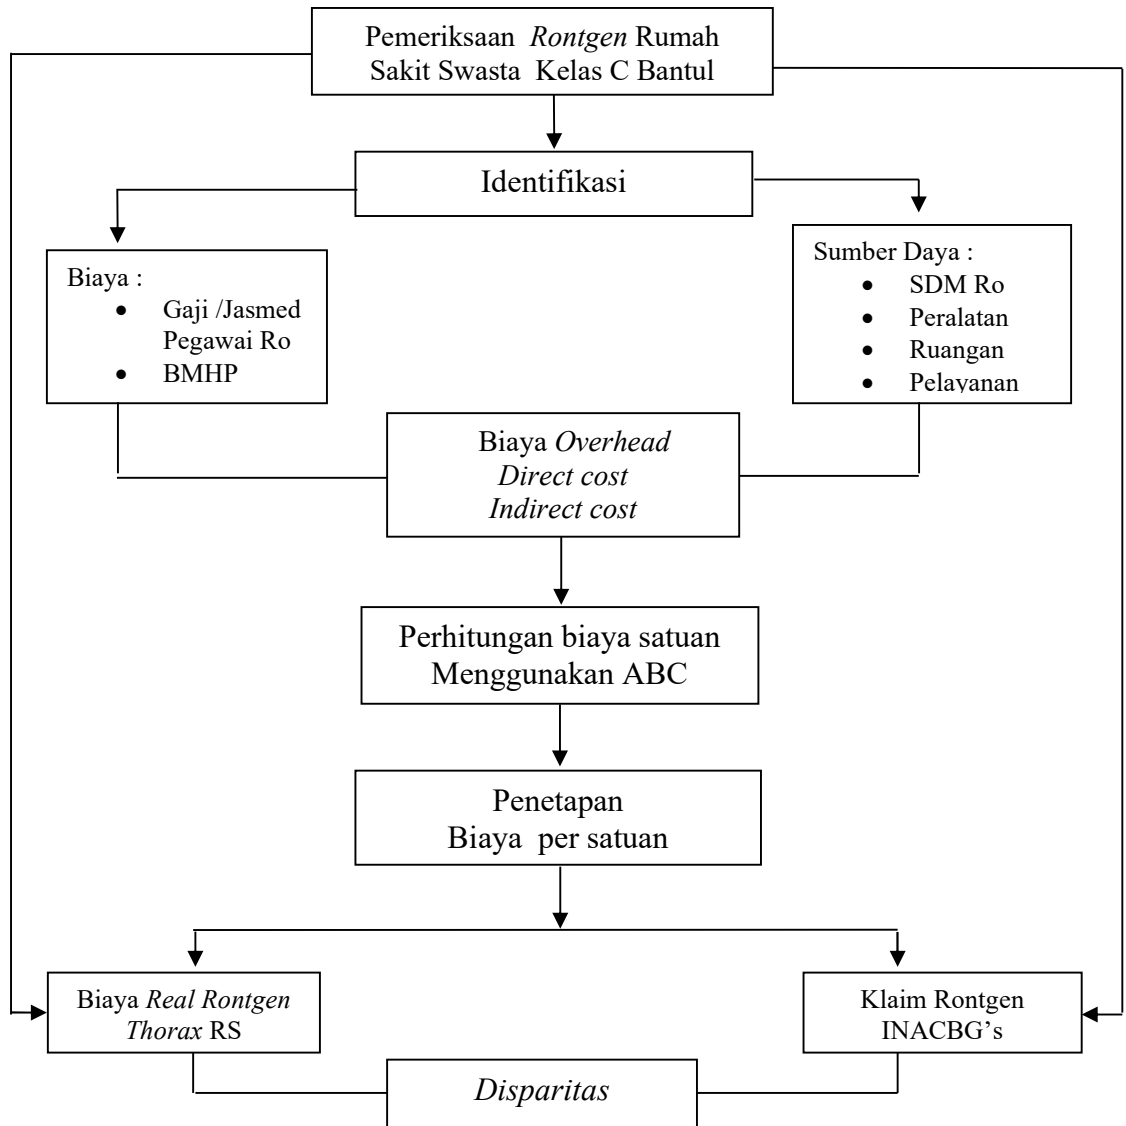 Pemeriksaan Rontgen Rumah
Sakit Swasta Kelas C Bantul
Identifikasi
Biaya :
• Gaji /Jasmed
Pegawai Ro
• BMHP
Sumber Daya :
• SDM Ro
• Peralatan
• Ruangan
• Pelayanan
Biaya Overhead
Direct cost
Indirect cost
Perhitungan biaya satuan
Menggunakan ABC
Penetapan
Biaya per satuan
Biaya Real Rontgen
Thorax RS
Klaim Rontgen
INACBG’s
Disparitas